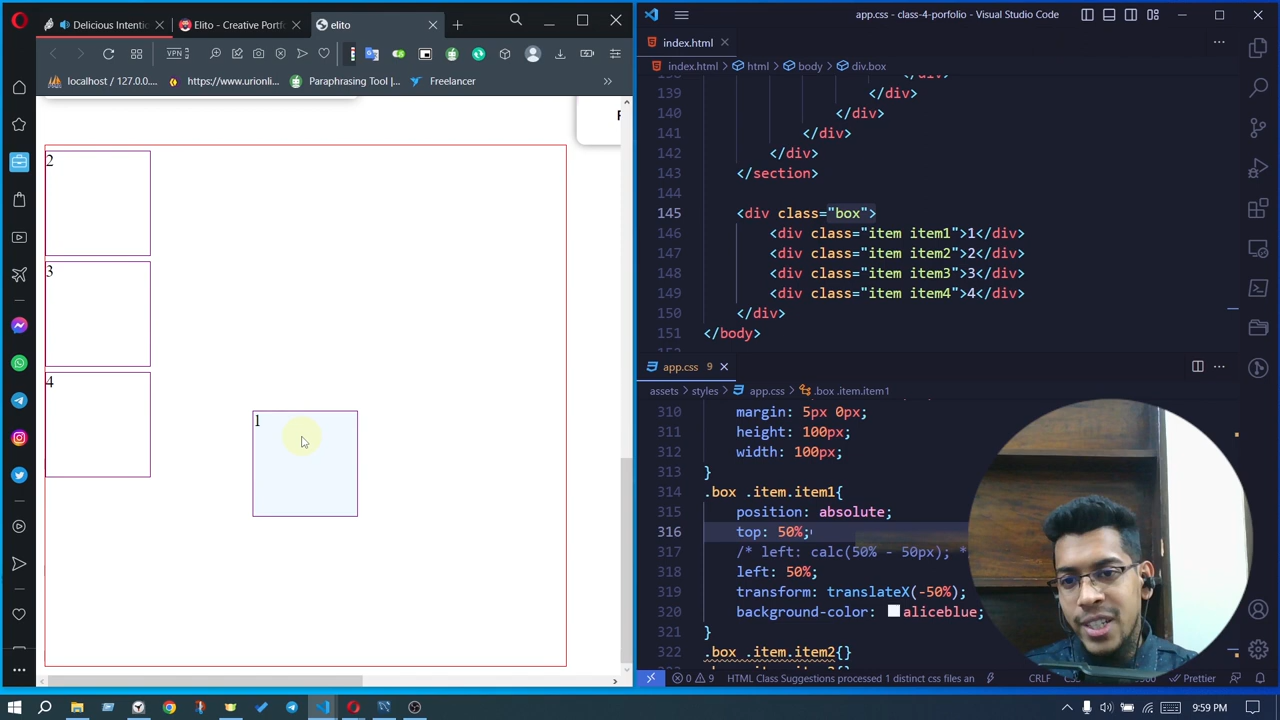 Delicious Intentic
Elito - Creative Portfo
elito
VPN
localhost / 127.0.0....
https://www.urionlin...
Paraphrasing Tool |...
Freelancer
2
3
4
1
app.css - class-4-porfolio - Visual Studio Code
index.html
index.html > html > body > div.box
139 </div>
140 </div>
141 </div>
142 </div>
143 </section>
144
145 <div class="box">
146 <div class="item item1">1</div>
147 <div class="item item2">2</div>
148 <div class="item item3">3</div>
149 <div class="item item4">4</div>
150 </div>
151 </body>
app.css 9
assets > styles > app.css > .box .item.item1
310 margin: 5px 0px;
311 height: 100px;
312 width: 100px;
313 }
314 .box .item.item1{
315 position: absolute;
316 top: 50%;
317 /* left: calc(50% - 50px); *
318 left: 50%;
319 transform: translateX(-50%);
320 background-color: aliceblue;
321 }
322 .box .item.item2{}
0 9 HTML Class Suggestions processed 1 distinct css files an CRLF Prettier
9:59 PM